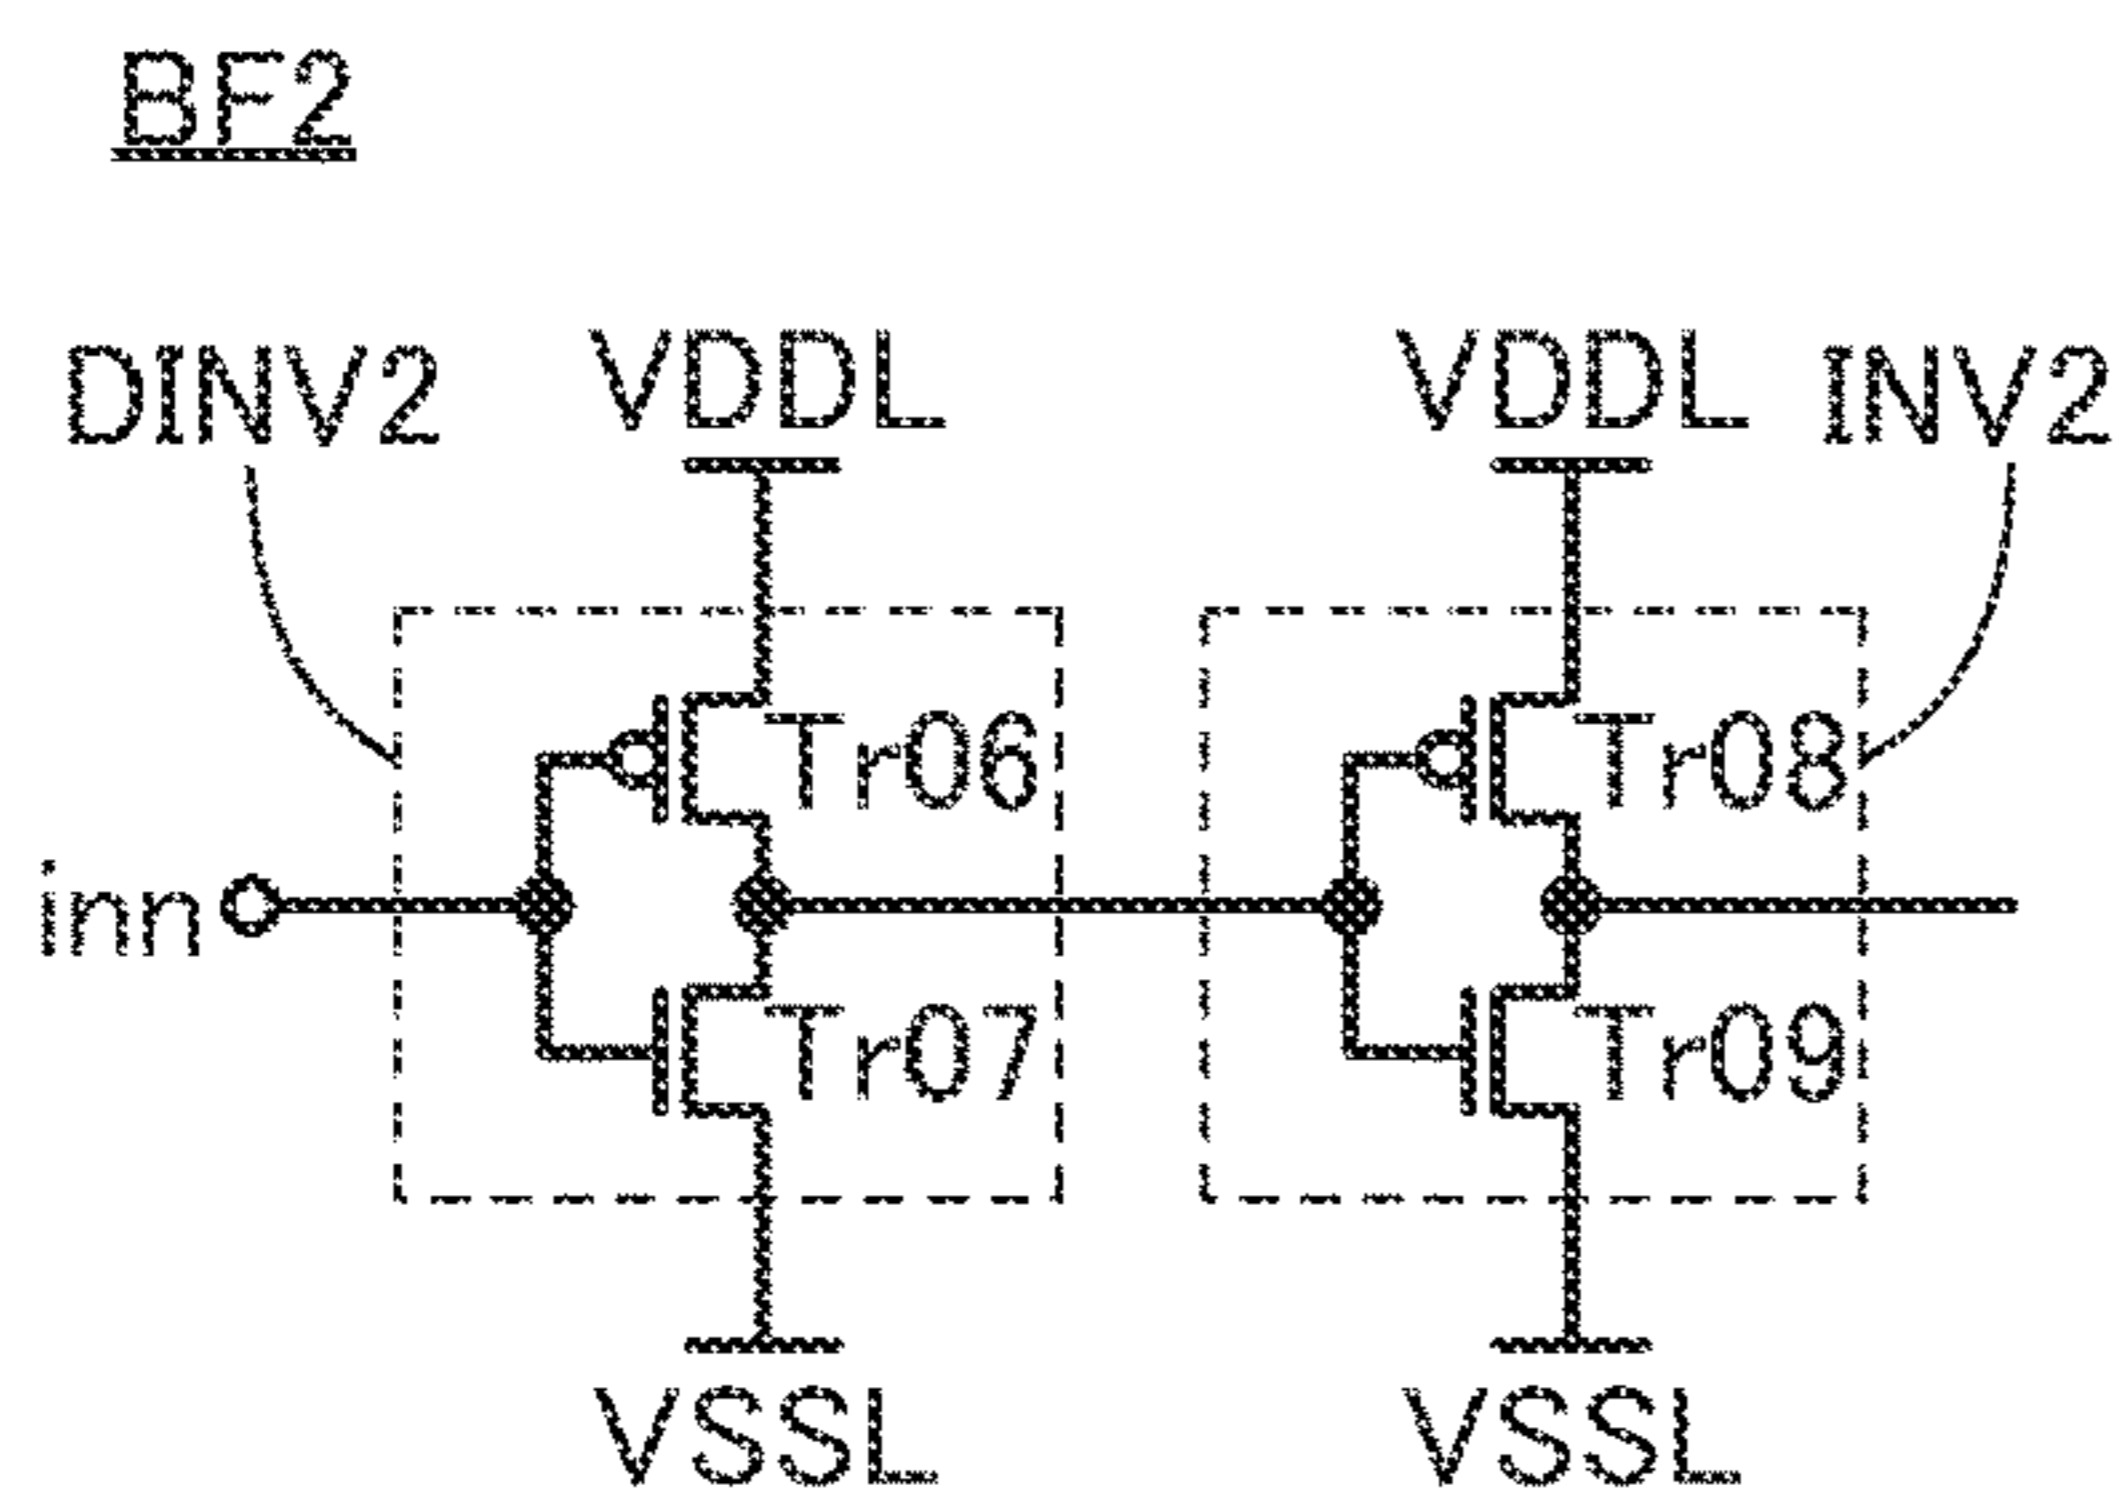 BF2
DINV2 VDDL VDDL INV2
Tr06 Tr08
inn
Tr07 Tr09
VSSL VSSL